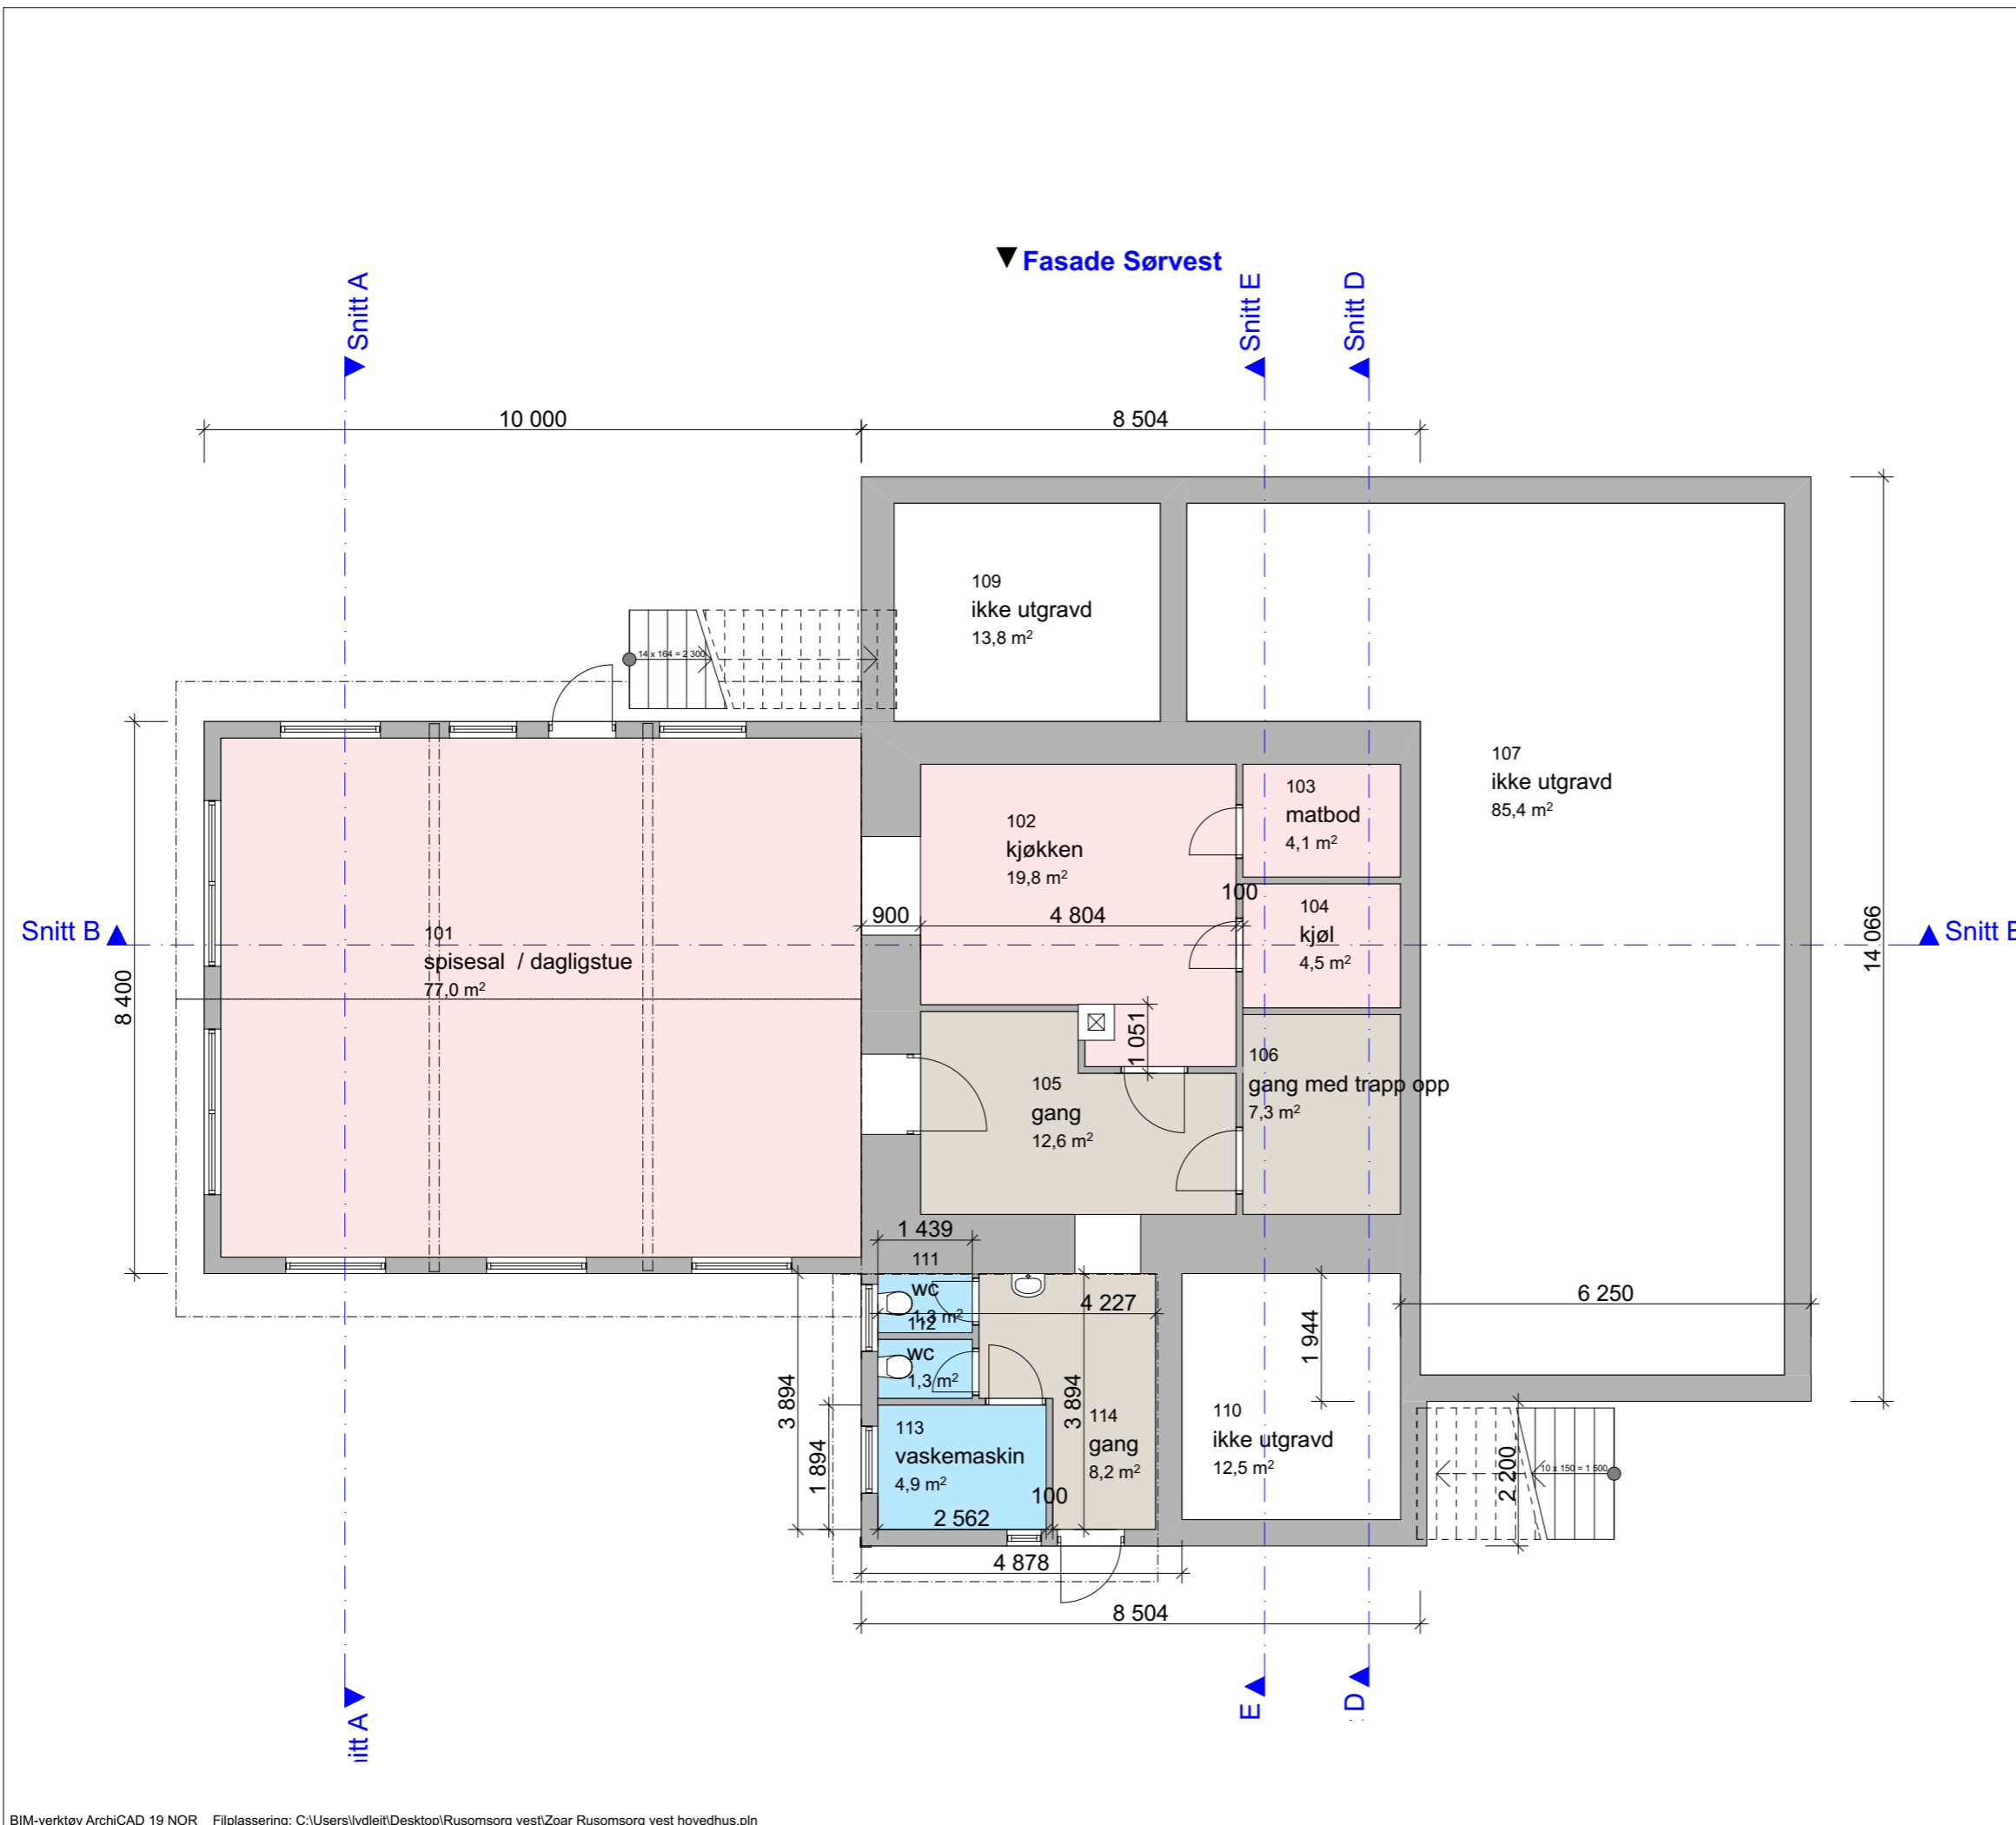 Fasade Sørvest
Snitt A
Snitt E
Snitt D
10 000
8 504
109
ikke utgravd
13,8 m²
14 x 164 = 2 300
107
ikke utgravd
85,4 m²
103
matbod
4,1 m²
102
kjøkken
19,8 m²
100
104
kjøl
4,5 m²
900
4 804
Snitt B
101
spisesal / dagligstue
77,0 m²
8 400
14 066
Snitt B
1 051
106
gang med trapp opp
7,3 m²
105
gang
12,6 m²
1 439
111
wc
1,3 m²
112
wc
1,3 m²
4 227
6 250
1 944
3 894
3 894
1 894
113
vaskemaskin
4,9 m²
114
gang
8,2 m²
110
ikke utgravd
12,5 m²
100
2 562
2 200
10 x 150 = 1 500
4 878
8 504
itt A
E
D
BIM-verktøy ArchiCAD 19 NOR Filplassering: C:\Users\lydleit\Desktop\Rusomsorg vest\Zoar Rusomsorg vest hovedhus.pln